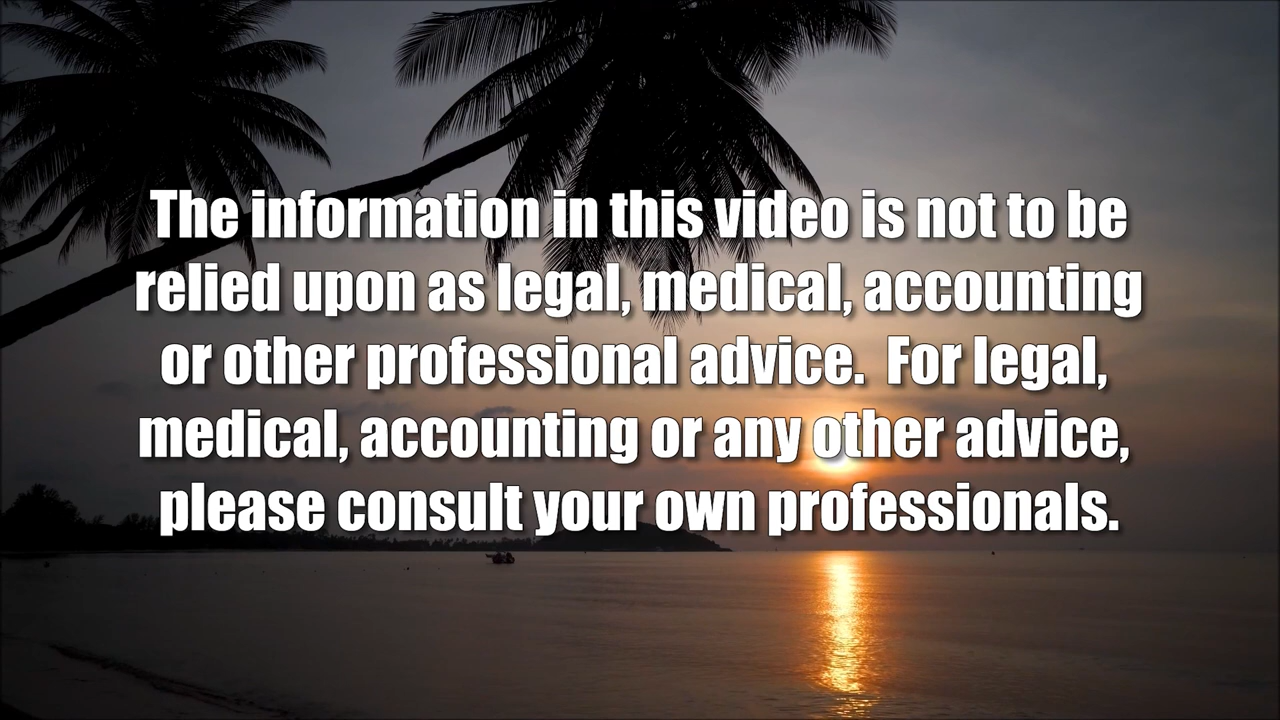 The information in this video is not to be
relied upon as legal, medical, accounting
or other professional advice.  For legal,
medical, accounting or any other advice,
please consult your own professionals.